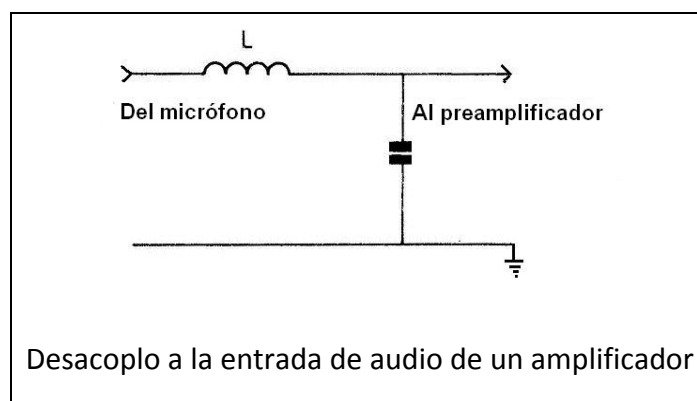 L
Del micrófono
Al preamplificador
Desacoplo a la entrada de audio de un amplificador